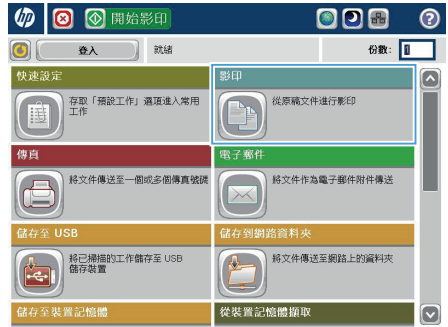 hp
開始影印
?
登入
就緒
份數: 1
快速設定
存取「預設工作」選項進入常用
工作
影印
從原稿文件進行影印
傳真
將文件傳送至一個或多個傳真號碼
電子郵件
將文件作為電子郵件附件傳送
儲存至 USB
將已掃描的工作儲存至 USB
儲存裝置
儲存到網路資料夾
將文件傳送至網路上的資料夾
儲存至裝置記憶體
從裝置記憶體擷取